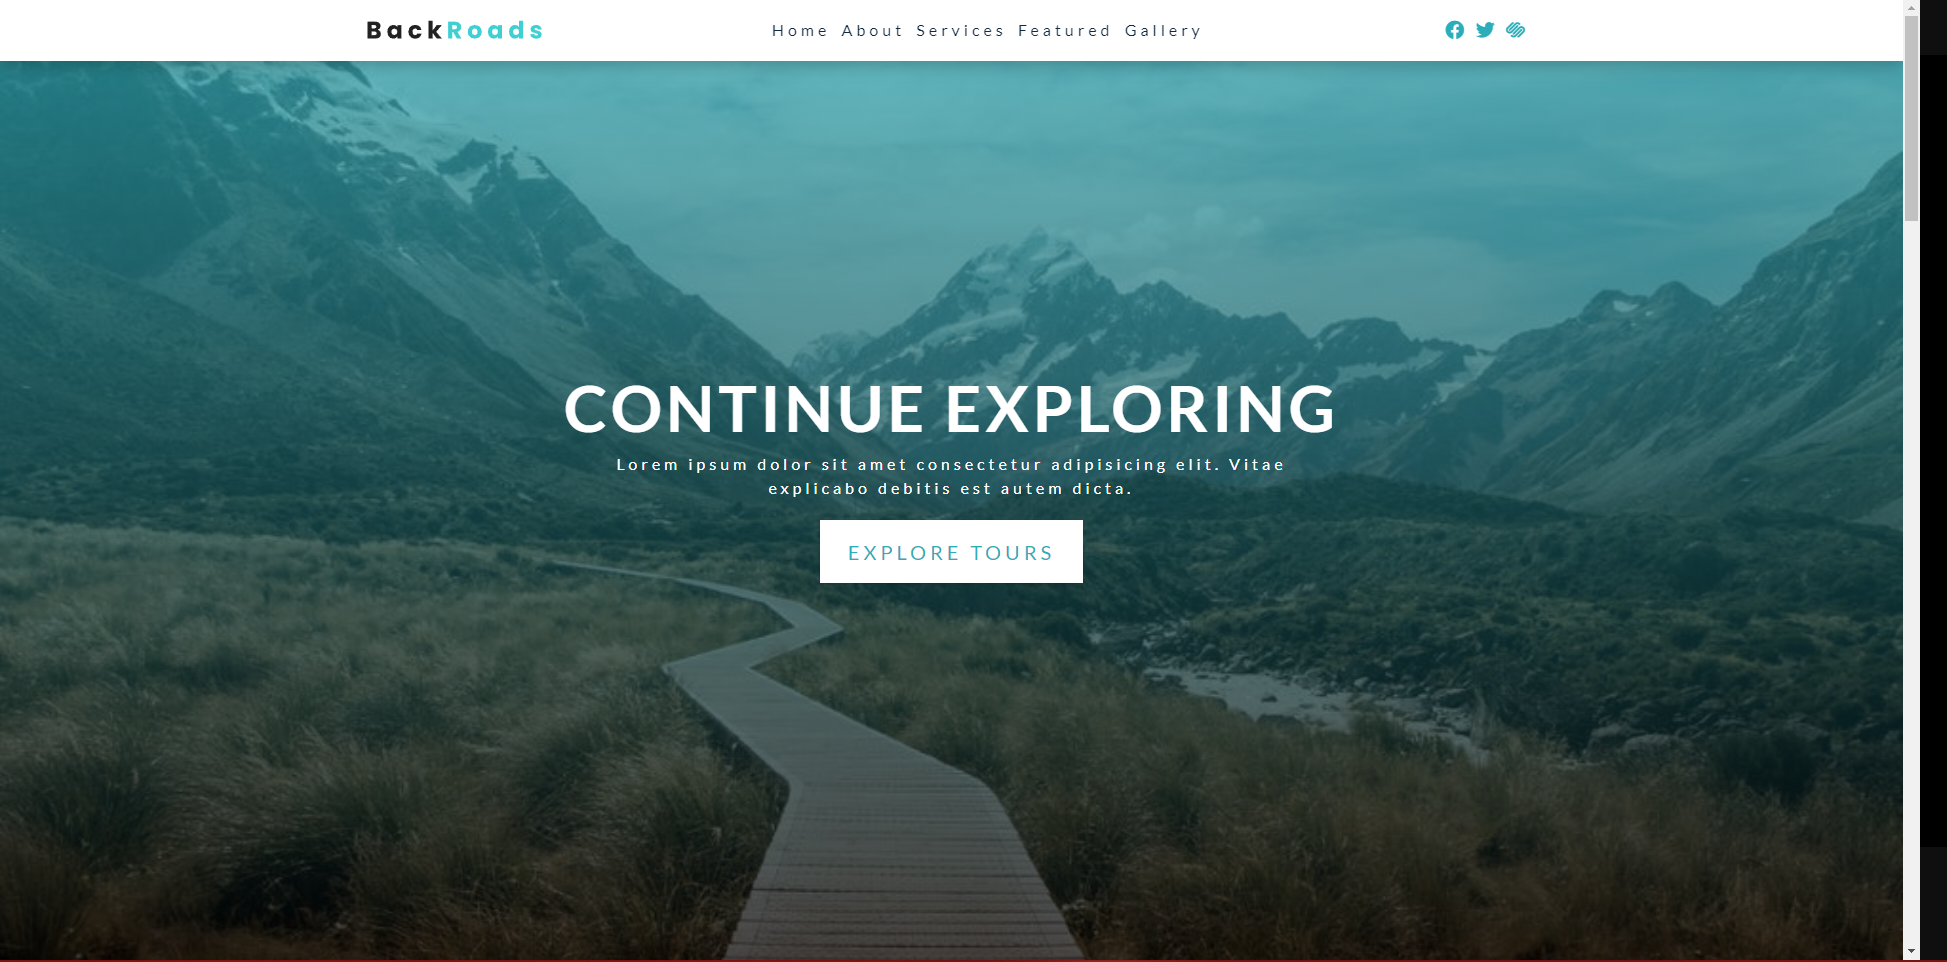 BackRoads
Home About Services Featured Gallery
CONTINUE EXPLORING
Lorem ipsum dolor sit amet consectetur adipisicing elit. Vitae
explicabo debitis est autem dicta.
EXPLORE TOURS